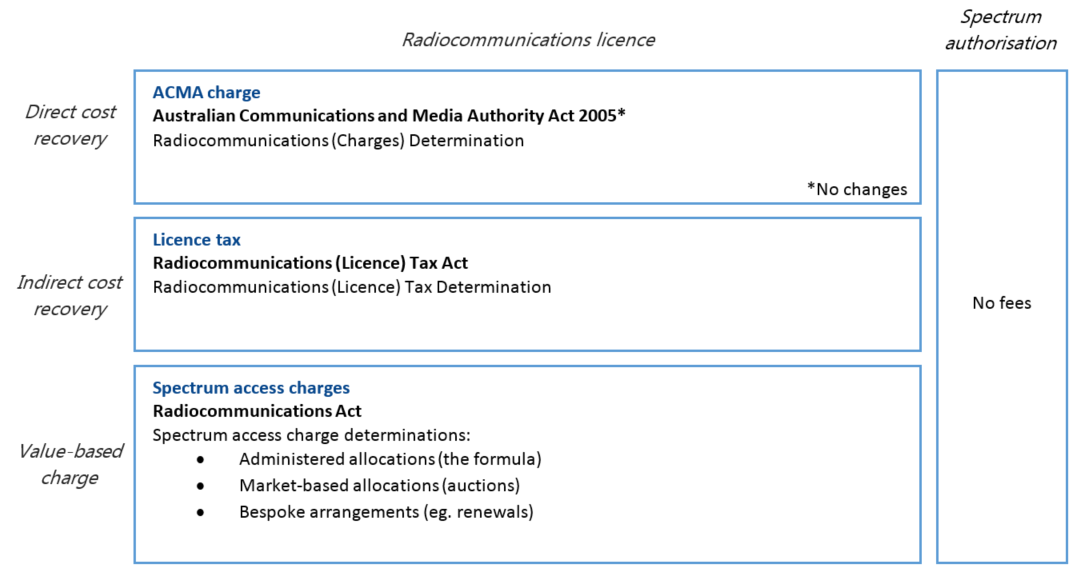 Radiocommunications licence
Spectrum
authorisation
Direct cost
recovery
ACMA charge
Australian Communications and Media Authority Act 2005*
Radiocommunications (Charges) Determination
*No changes
Indirect cost
recovery
Licence tax
Radiocommunications (Licence) Tax Act
Radiocommunications (Licence) Tax Determination
No fees
Value-based
charge
Spectrum access charges
Radiocommunications Act
Spectrum access charge determinations:
• Administered allocations (the formula)
• Market-based allocations (auctions)
• Bespoke arrangements (eg. renewals)